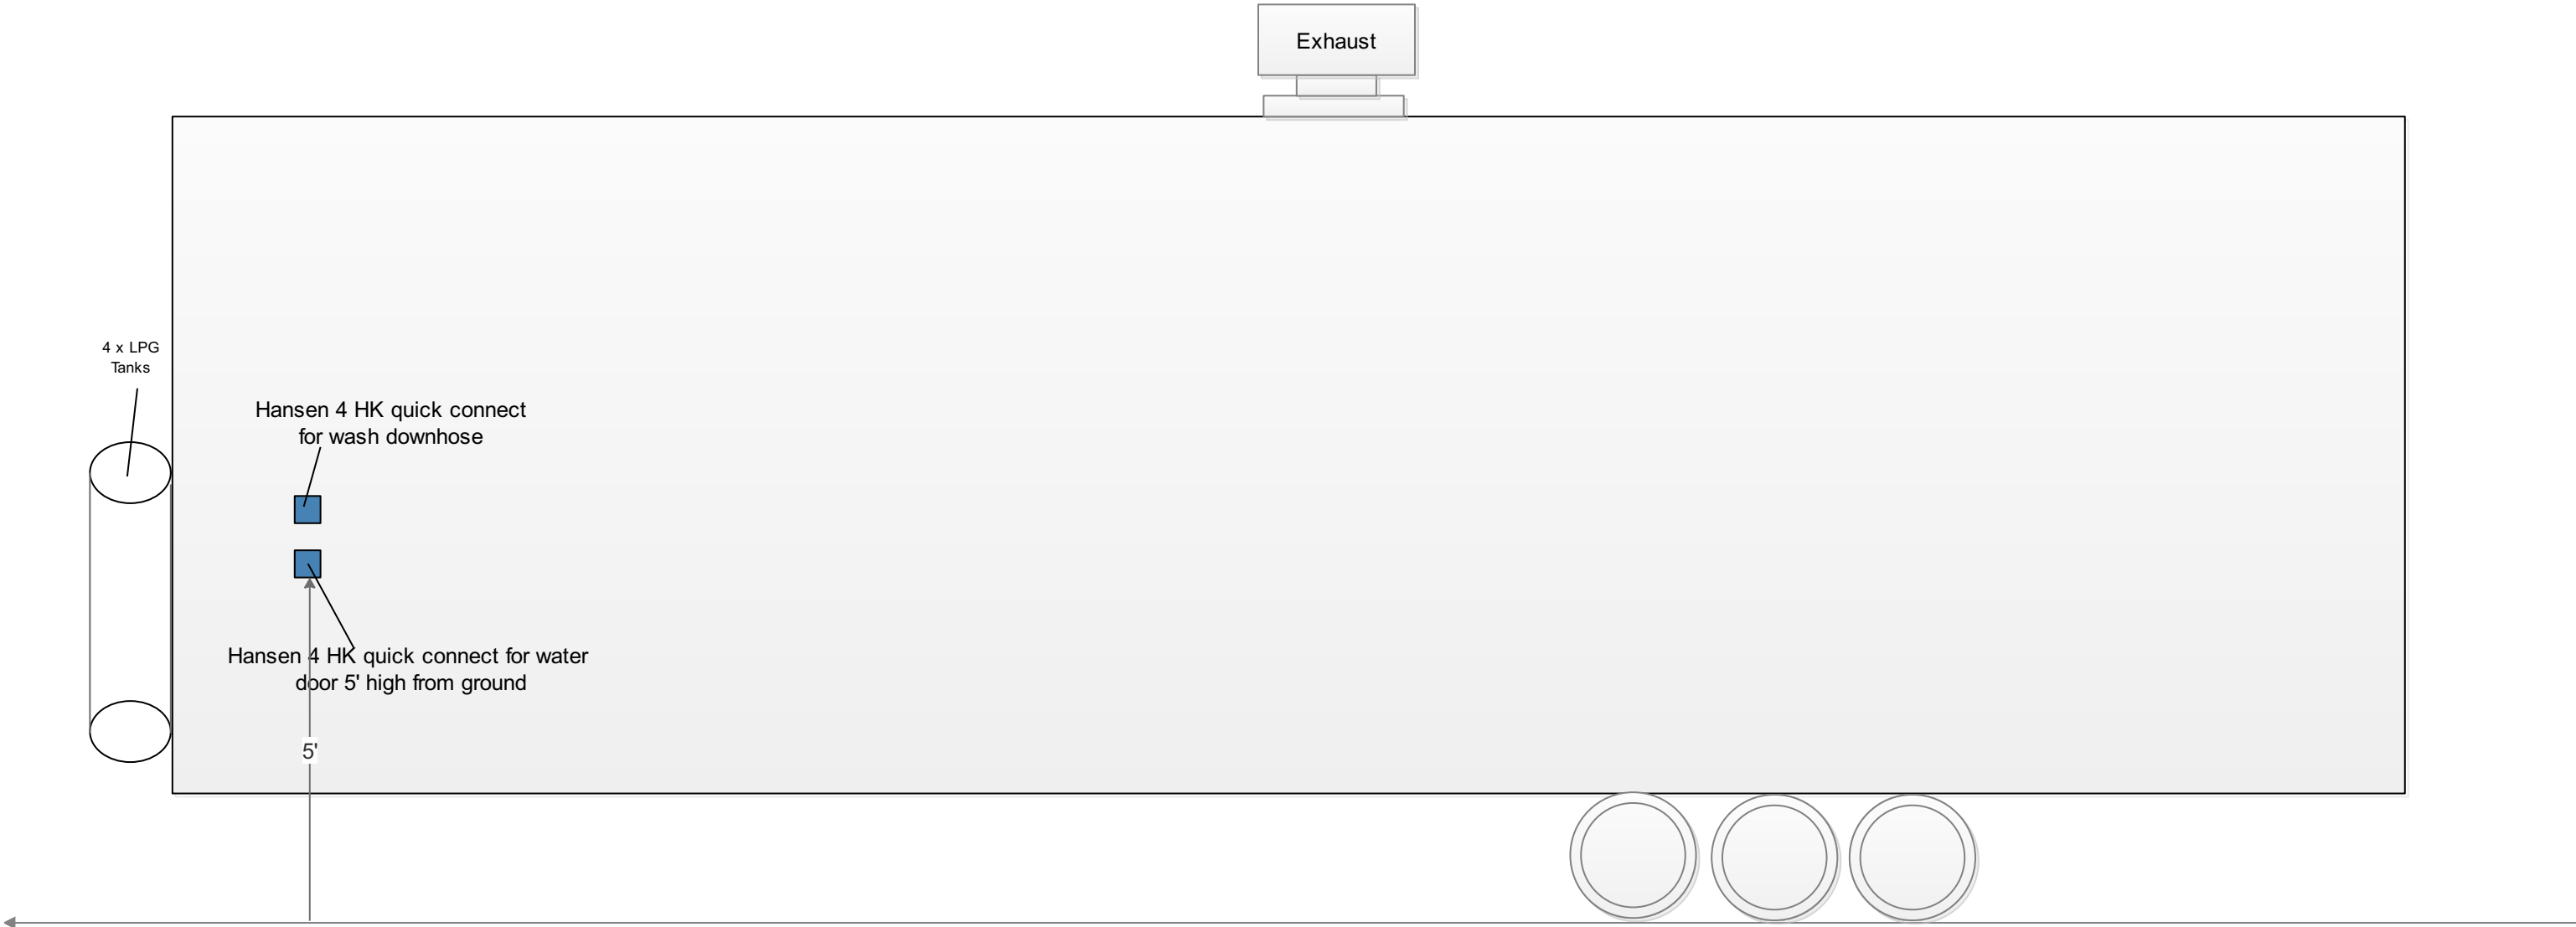 Exhaust
4 x LPG
Tanks
Hansen 4 HK quick connect
for wash downhose
Hansen 4 HK quick connect for water
door 5' high from ground
5'